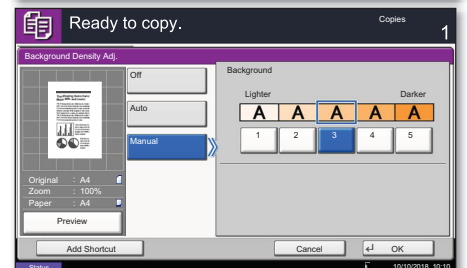 Ready to copy.
Copies
1
Background Density Adj.
Off
Auto
Manual
Background
Lighter Darker
A A A A A
1 2 3 4 5
Original : A4
Zoom : 100%
Paper : A4
Preview
Add Shortcut
Cancel
OK
Status
10/10/2018 10:10